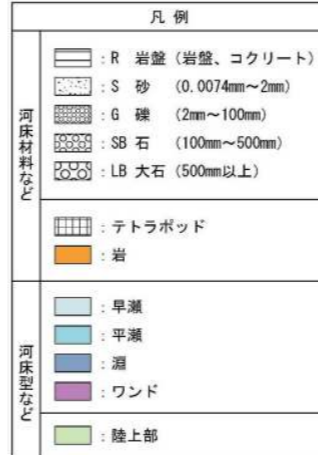 凡 例
河床材料など
: R 岩盤 (岩盤、コクリート)
: S 砂 (0.0074mm～2mm)
: G 礫 (2mm～100mm)
: SB 石 (100mm～500mm)
: LB 大石 (500mm以上)
: テトラポッド
: 岩
河床型など
: 早瀬
: 平瀬
: 淵
: ワンド
: 陸上部